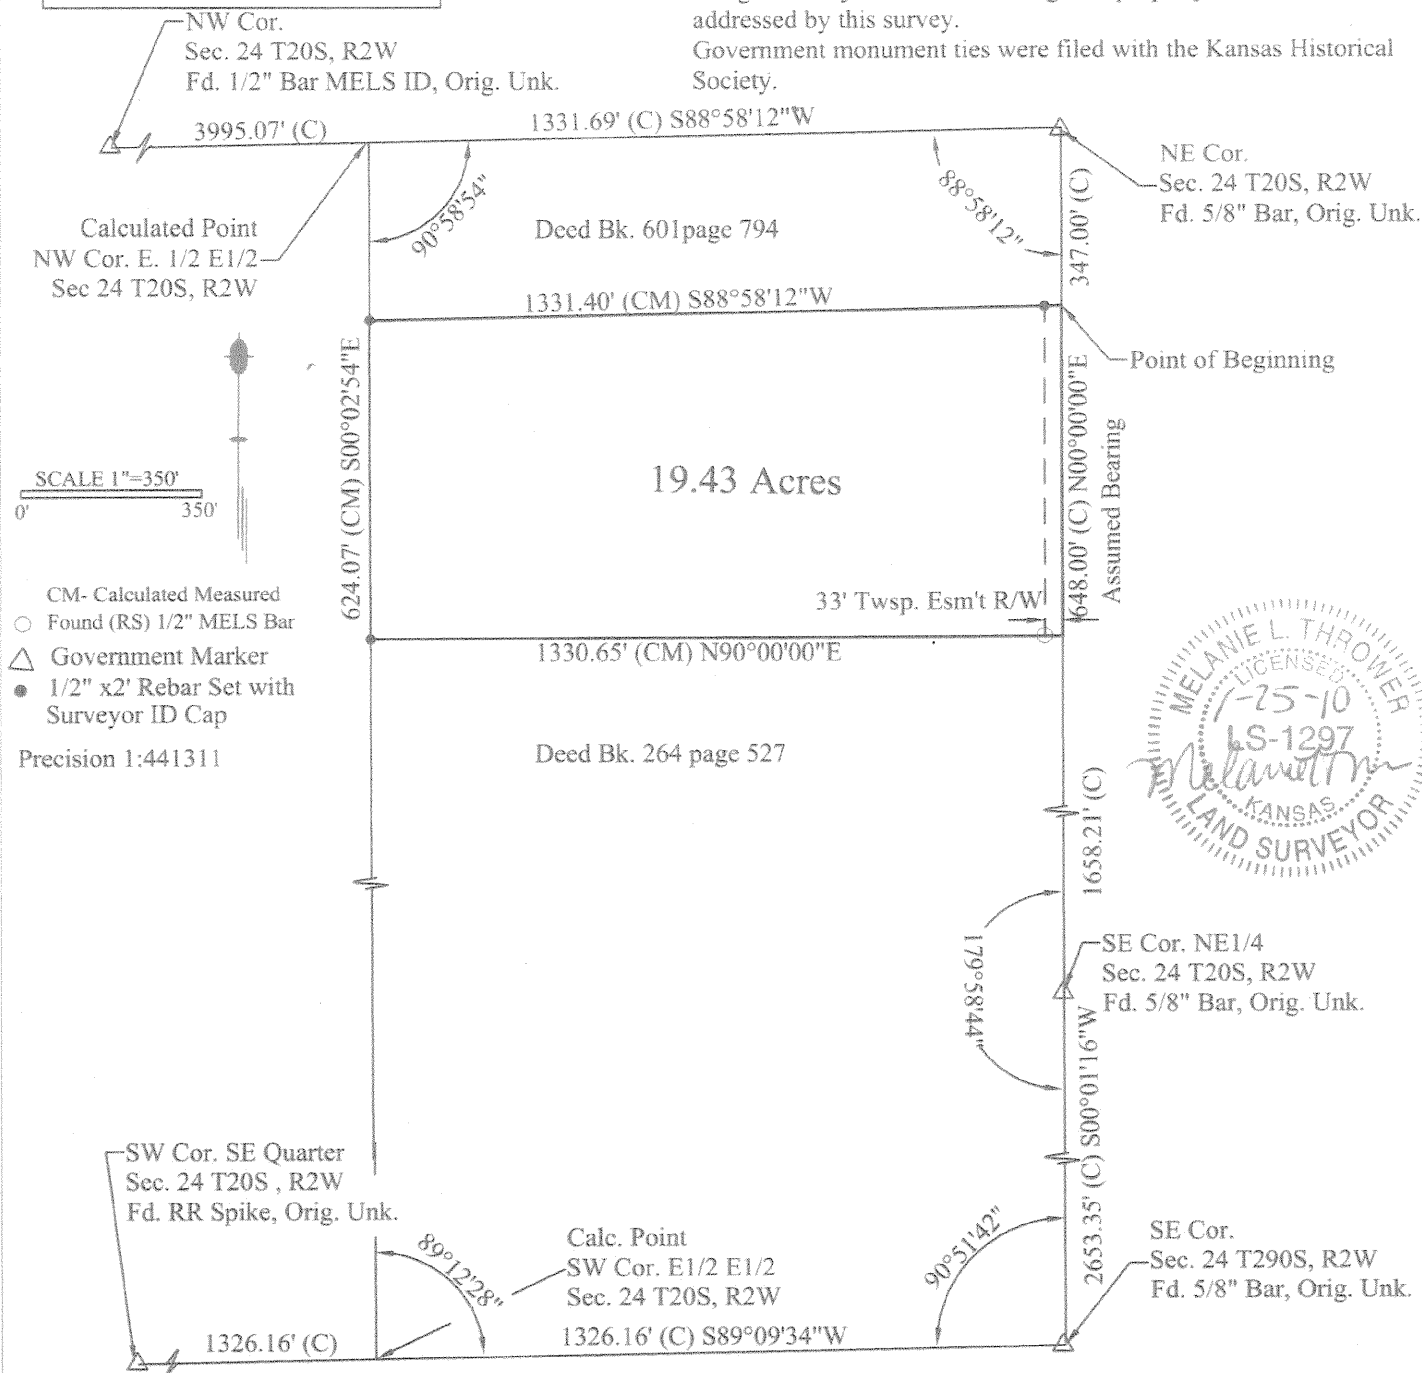 addressed by this survey.
Government monument ties were filed with the Kansas Historical
Society.
NW Cor.
Sec. 24 T20S, R2W
Fd. 1/2" Bar MELS ID, Orig. Unk.
3995.07' (C)
1331.69' (C) S88°58'12"W
NE Cor.
Sec. 24 T20S, R2W
Fd. 5/8" Bar, Orig. Unk.
90°58'54"
88°58'12"
347.00' (C)
Calculated Point
NW Cor. E. 1/2 E1/2
Sec 24 T20S, R2W
Deed Bk. 601page 794
1331.40' (CM) S88°58'12"W
Point of Beginning
624.07' (CM) S00°02'54"E
19.43 Acres
648.00' (C) N00°00'00"E
Assumed Bearing
SCALE 1"=350'
0' 350'
33' Twsp. Esm't R/W
CM- Calculated Measured
Found (RS) 1/2" MELS Bar
Government Marker
1/2" x2' Rebar Set with
Surveyor ID Cap
Precision 1:441311
1330.65' (CM) N90°00'00"E
Deed Bk. 264 page 527
MELANIE L. THROWER
LICENSED
1-25-10
LS-1297
KANSAS
LAND SURVEYOR
1658.21' (C)
179°58'44"
SE Cor. NE1/4
Sec. 24 T20S, R2W
Fd. 5/8" Bar, Orig. Unk.
2653.35' (C) S00°01'16"W
SW Cor. SE Quarter
Sec. 24 T20S , R2W
Fd. RR Spike, Orig. Unk.
89°12'28"
Calc. Point
SW Cor. E1/2 E1/2
Sec. 24 T20S, R2W
90°51'42"
SE Cor.
Sec. 24 T290S, R2W
Fd. 5/8" Bar, Orig. Unk.
1326.16' (C)
1326.16' (C) S89°09'34"W